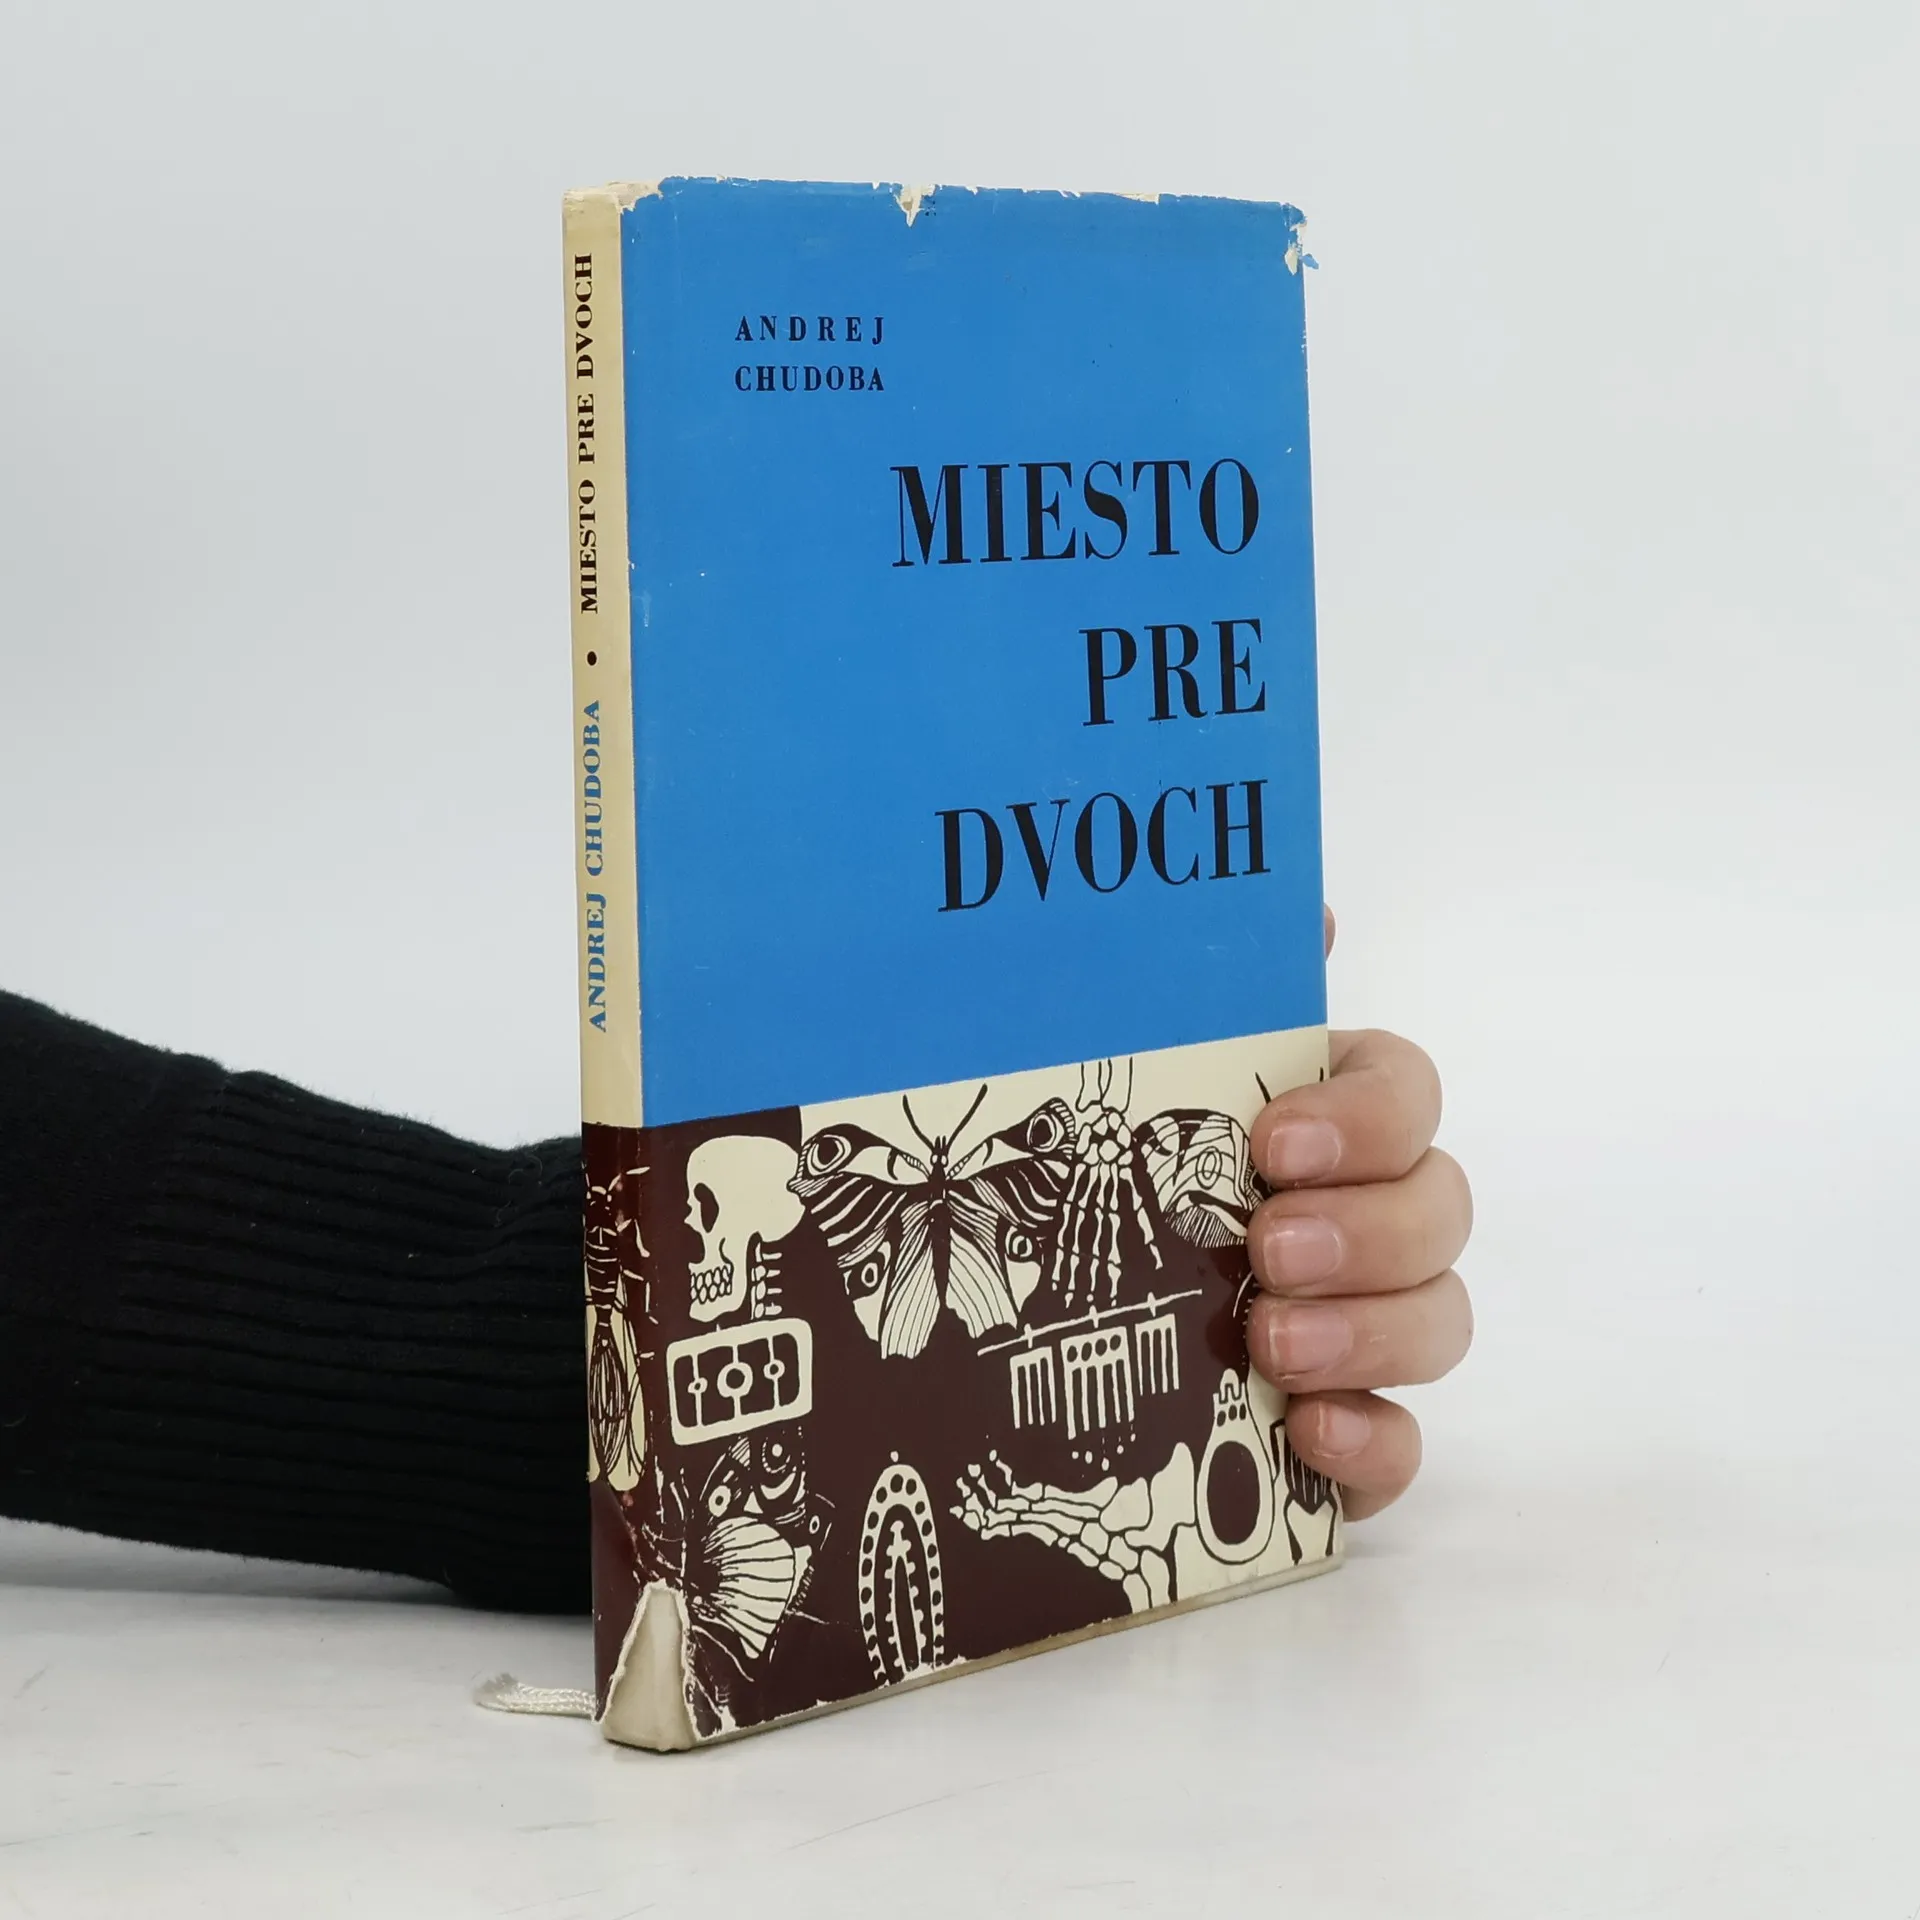 ANDREJ
CHUDOBA
MIESTO
PRE
DVOCH
ANDREJ CHUDOBA • MIESTO PRE DVOCH